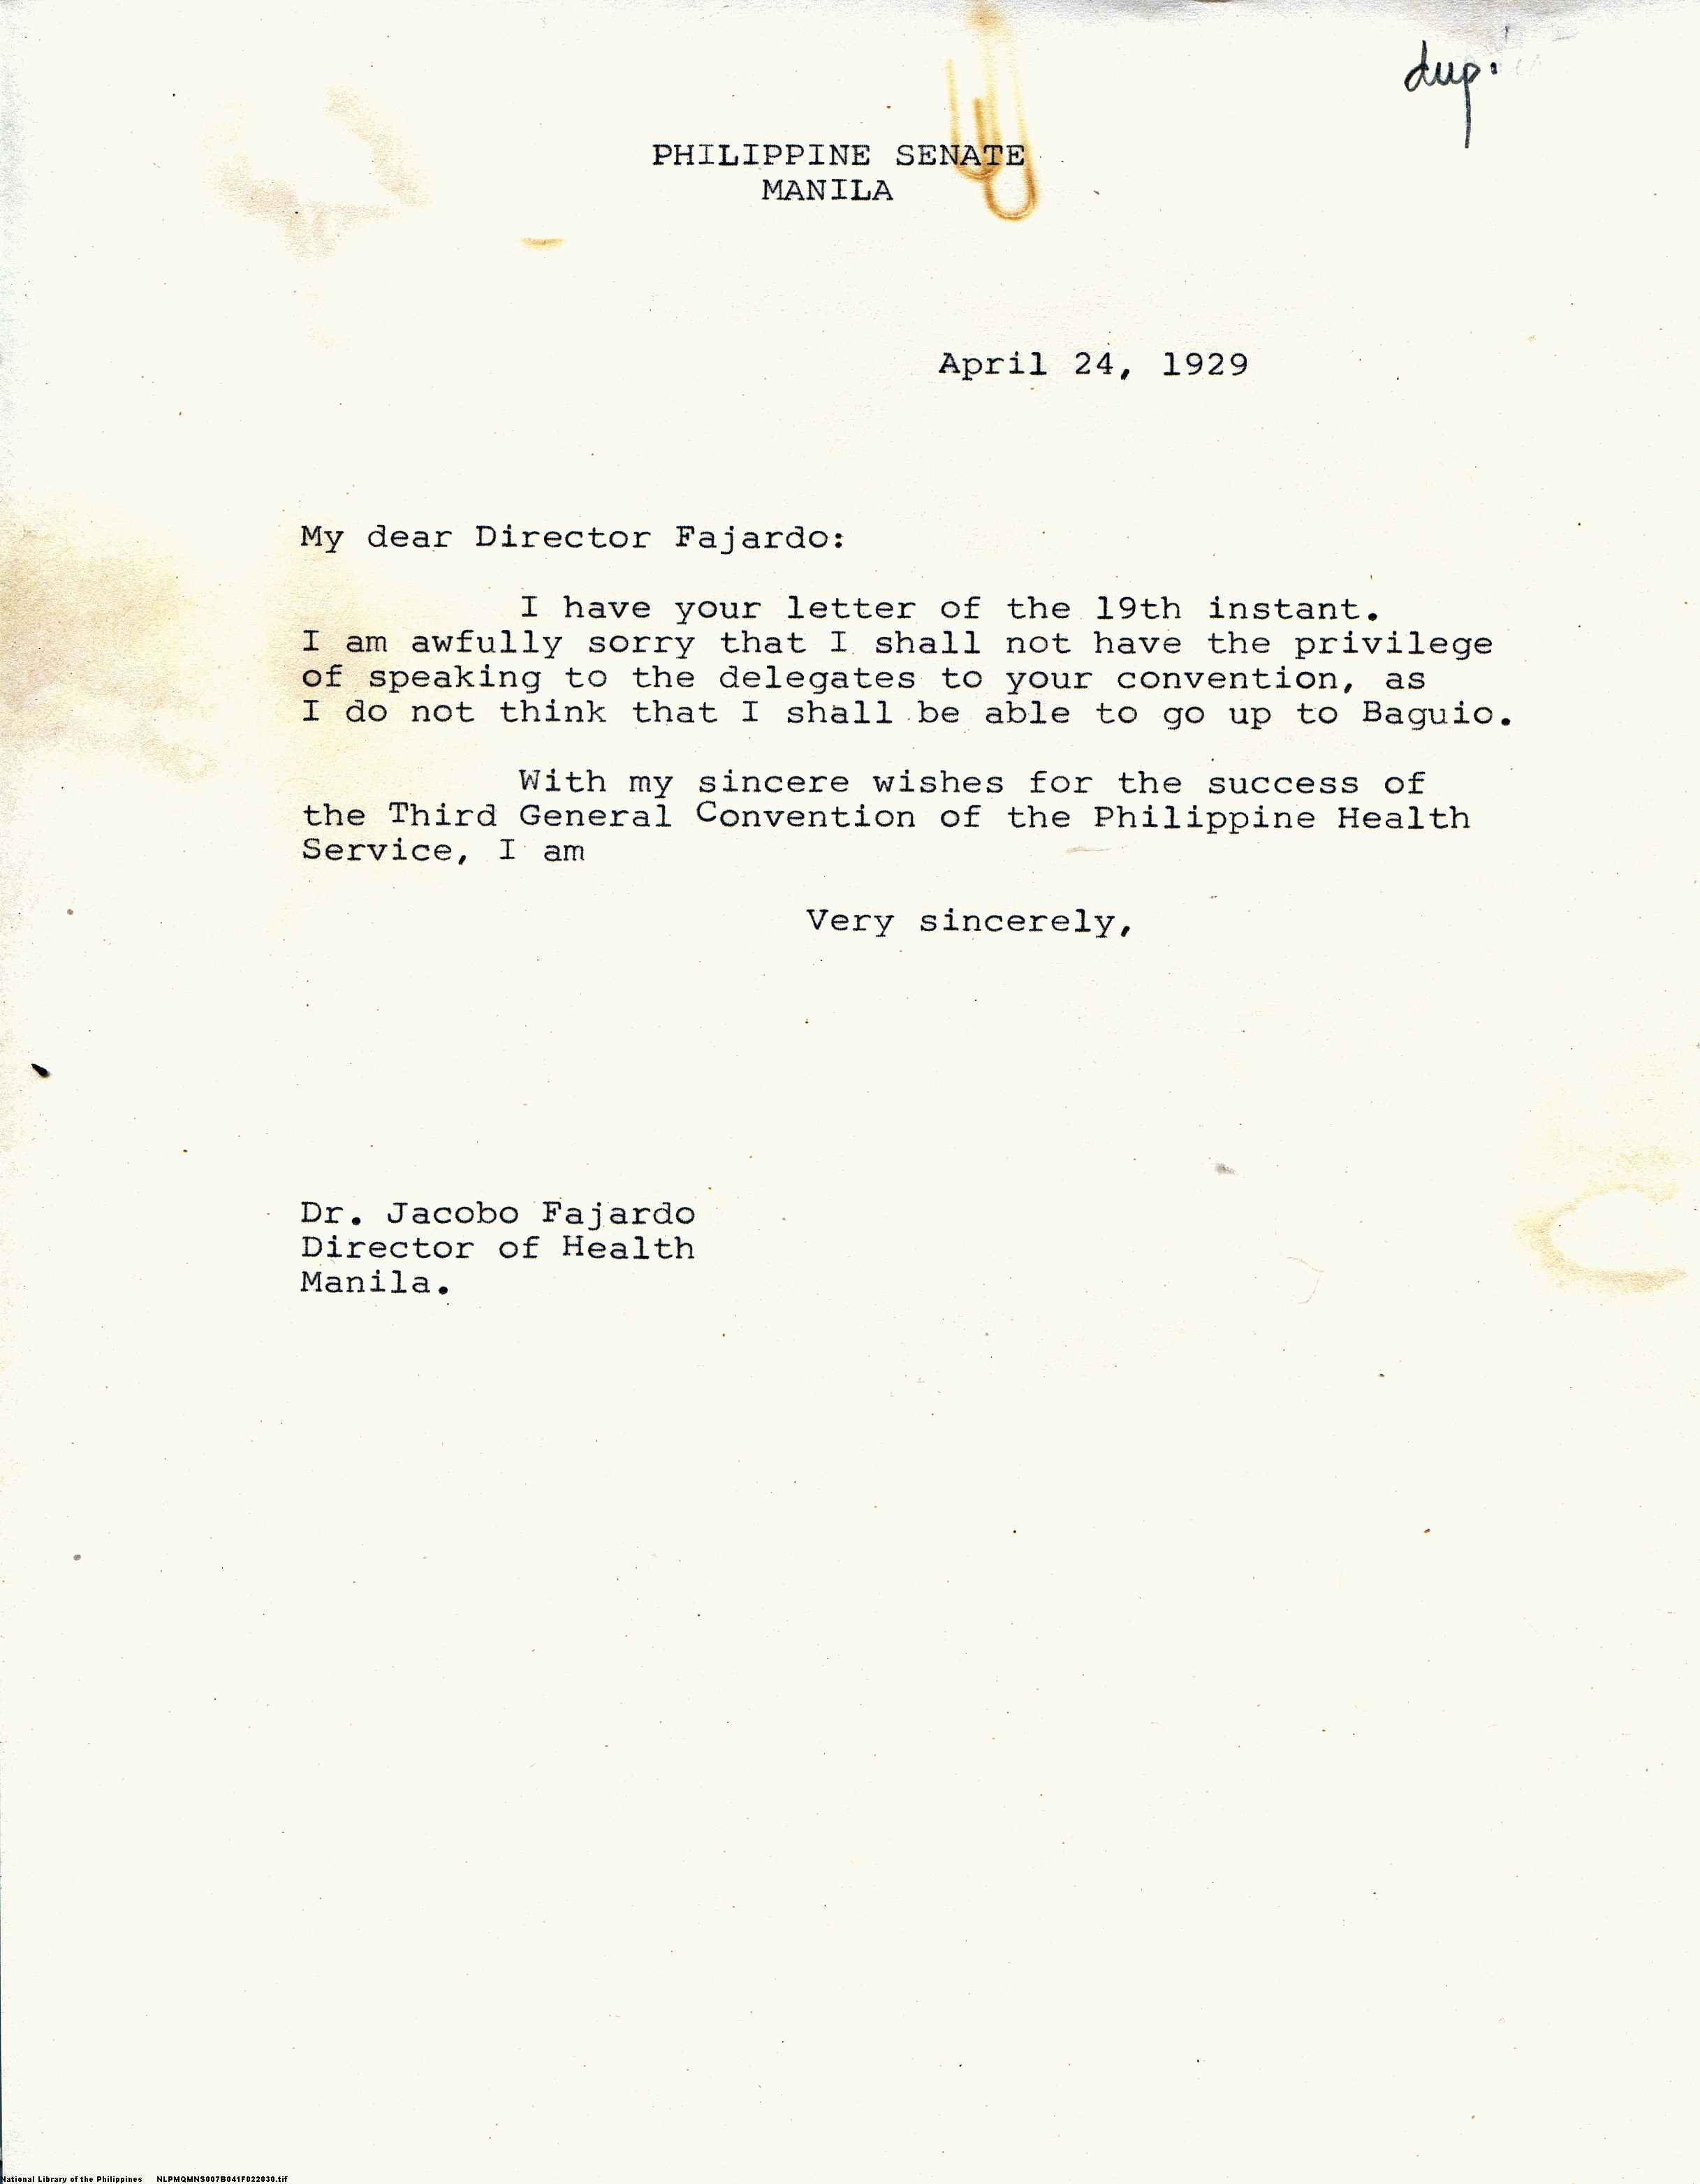 dup.
PHILIPPINE SENATE
MANILA
April 24, 1929
My dear Director Fajardo:
I have your letter of the 19th instant.
I am awfully sorry that I shall not have the privilege
of speaking to the delegates to your convention, as
I do not think that I shall be able to go up to Baguio.
With my sincere wishes for the success of
the Third General Convention of the Philippine Health
Service, I am
Very sincerely,
Dr. Jacobo Fajardo
Director of Health
Manila.
National Library of the Philippines NLPMQMNS007B041F022030.tif